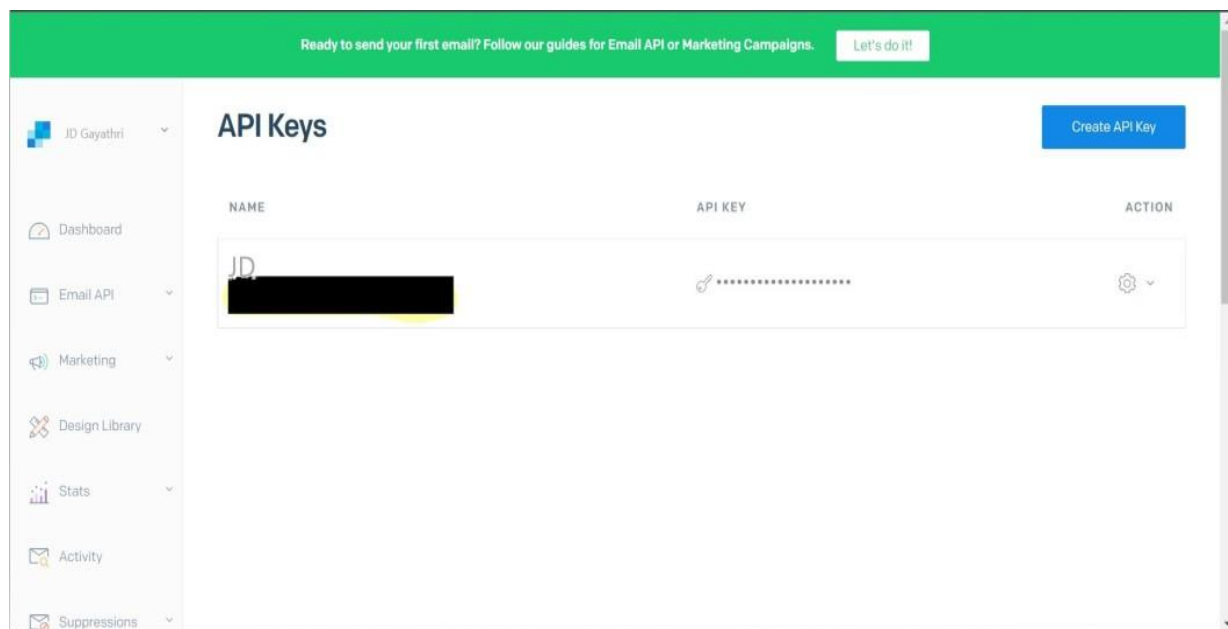 Ready to send your first email? Follow our guides for Email API or Marketing Campaigns. Let's do it!
JD Gayathri
API Keys
Create API Key
NAME API KEY ACTION
JD
••••••••••••••••••••
Dashboard
Email API
Marketing
Design Library
Stats
Activity
Suppressions